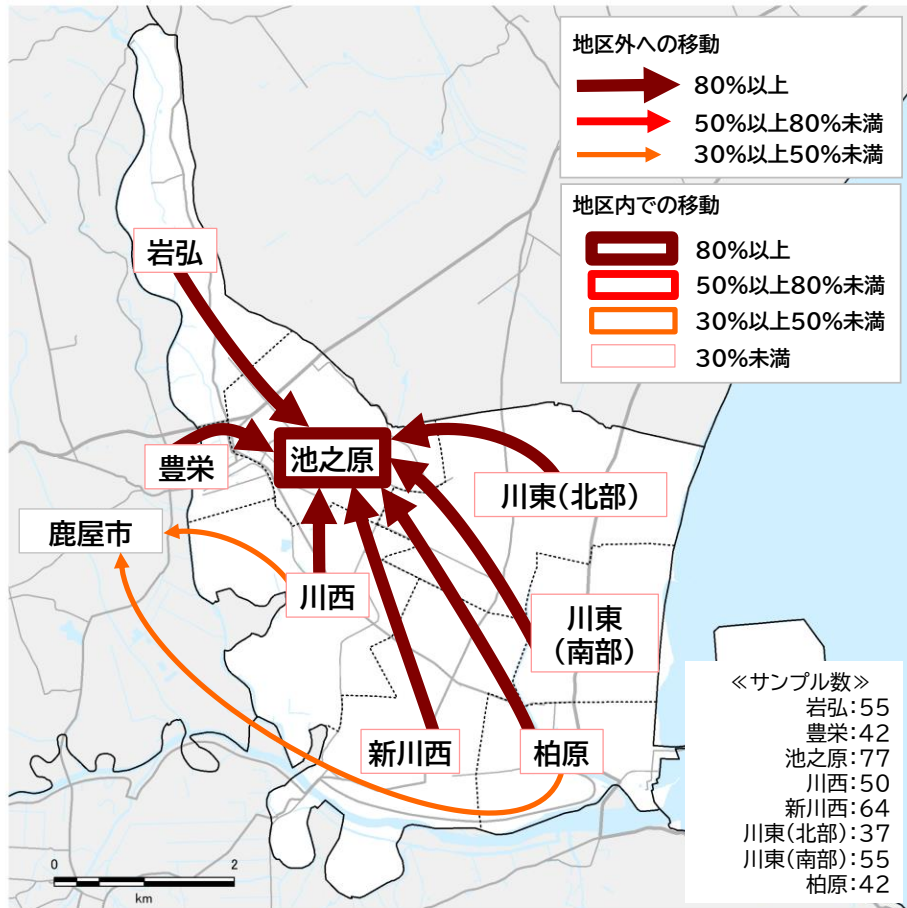 地区外への移動
80%以上
50%以上80%未満
30%以上50%未満
地区内での移動
80%以上
50%以上80%未満
30%以上50%未満
30%未満
岩弘
豊栄
池之原
川東(北部)
鹿屋市
川西
川東
(南部)
新川西
柏原
≪サンプル数≫
岩弘:55
豊栄:42
池之原:77
川西:50
新川西:64
川東(北部):37
川東(南部):55
柏原:42
0 2
km